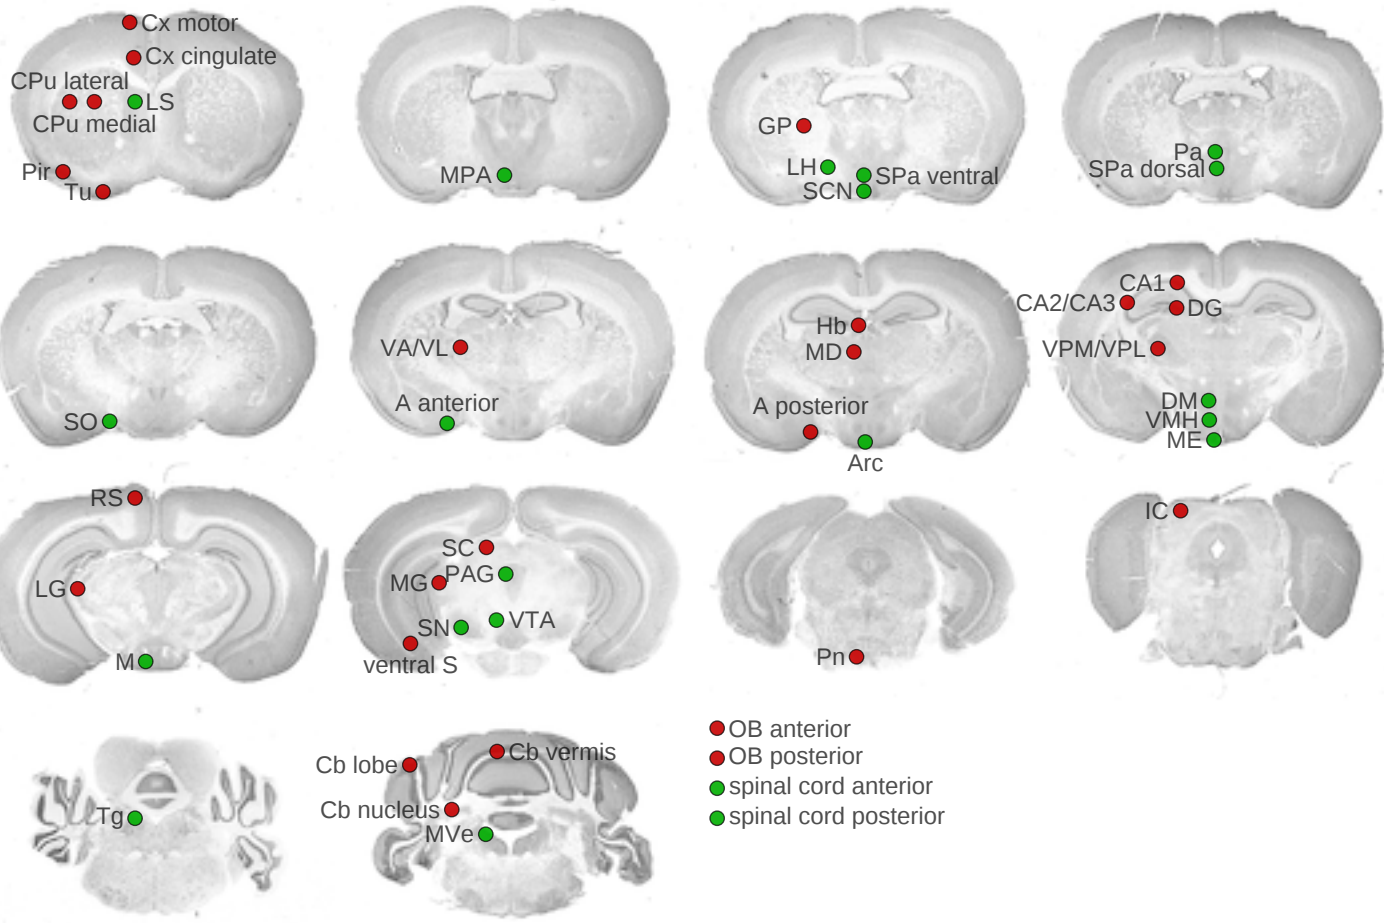 Cx motor
Cx cingulate
CPu lateral
LS
CPu medial
Pir
Tu
MPA
GP
LH
SPa ventral
SCN
Pa
SPa dorsal
SO
VA/VL
A anterior
Hb
MD
A posterior
Arc
CA1
CA2/CA3
DG
VPM/VPL
DM
VMH
ME
RS
LG
M
SC
MG
PAG
SN
VTA
ventral S
Pn
IC
Tg
Cb lobe
Cb vermis
Cb nucleus
MVe
OB anterior
OB posterior
spinal cord anterior
spinal cord posterior